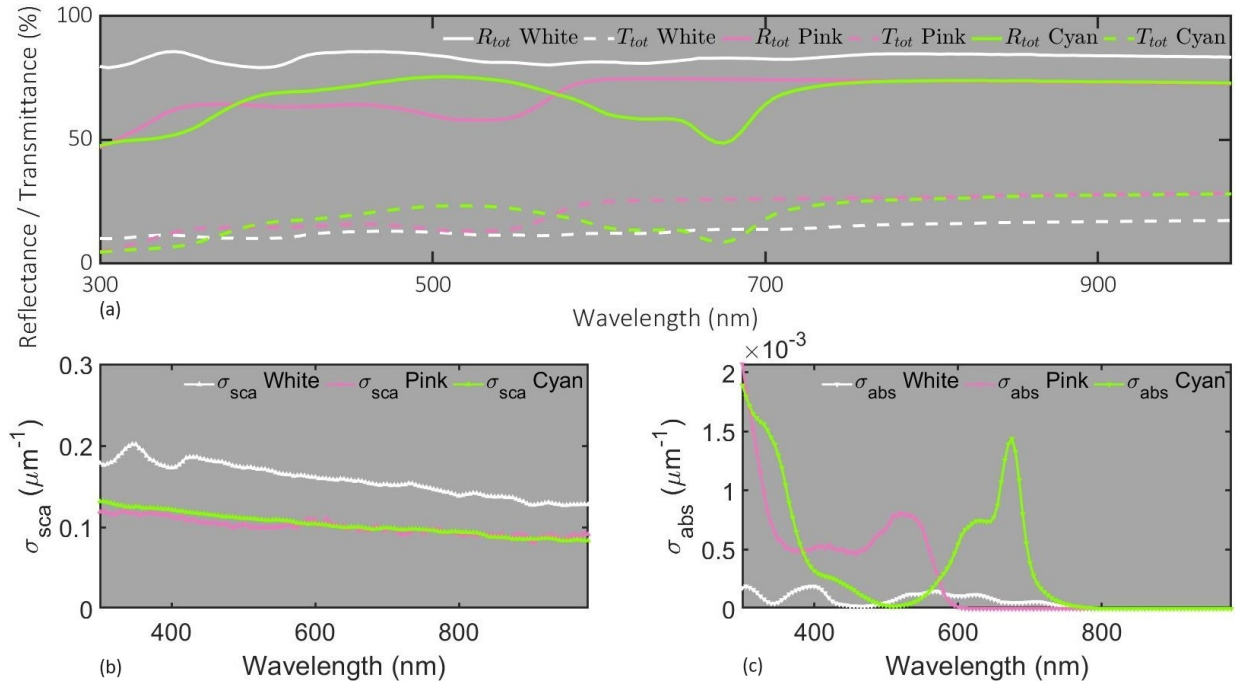 100
R_tot White T_tot White R_tot Pink T_tot Pink R_tot Cyan T_tot Cyan
50
0
300 500 700 900
Reflectance / Transmittance (%)
(a)
Wavelength (nm)
0.3
σ_sca White σ_sca Pink σ_sca Cyan
0.2
0.1
0
400 600 800
σ_sca (μm⁻¹)
(b)
Wavelength (nm)
×10⁻³
2
σ_abs White σ_abs Pink σ_abs Cyan
1.5
1
0.5
0
400 600 800
σ_abs (μm⁻¹)
(c)
Wavelength (nm)